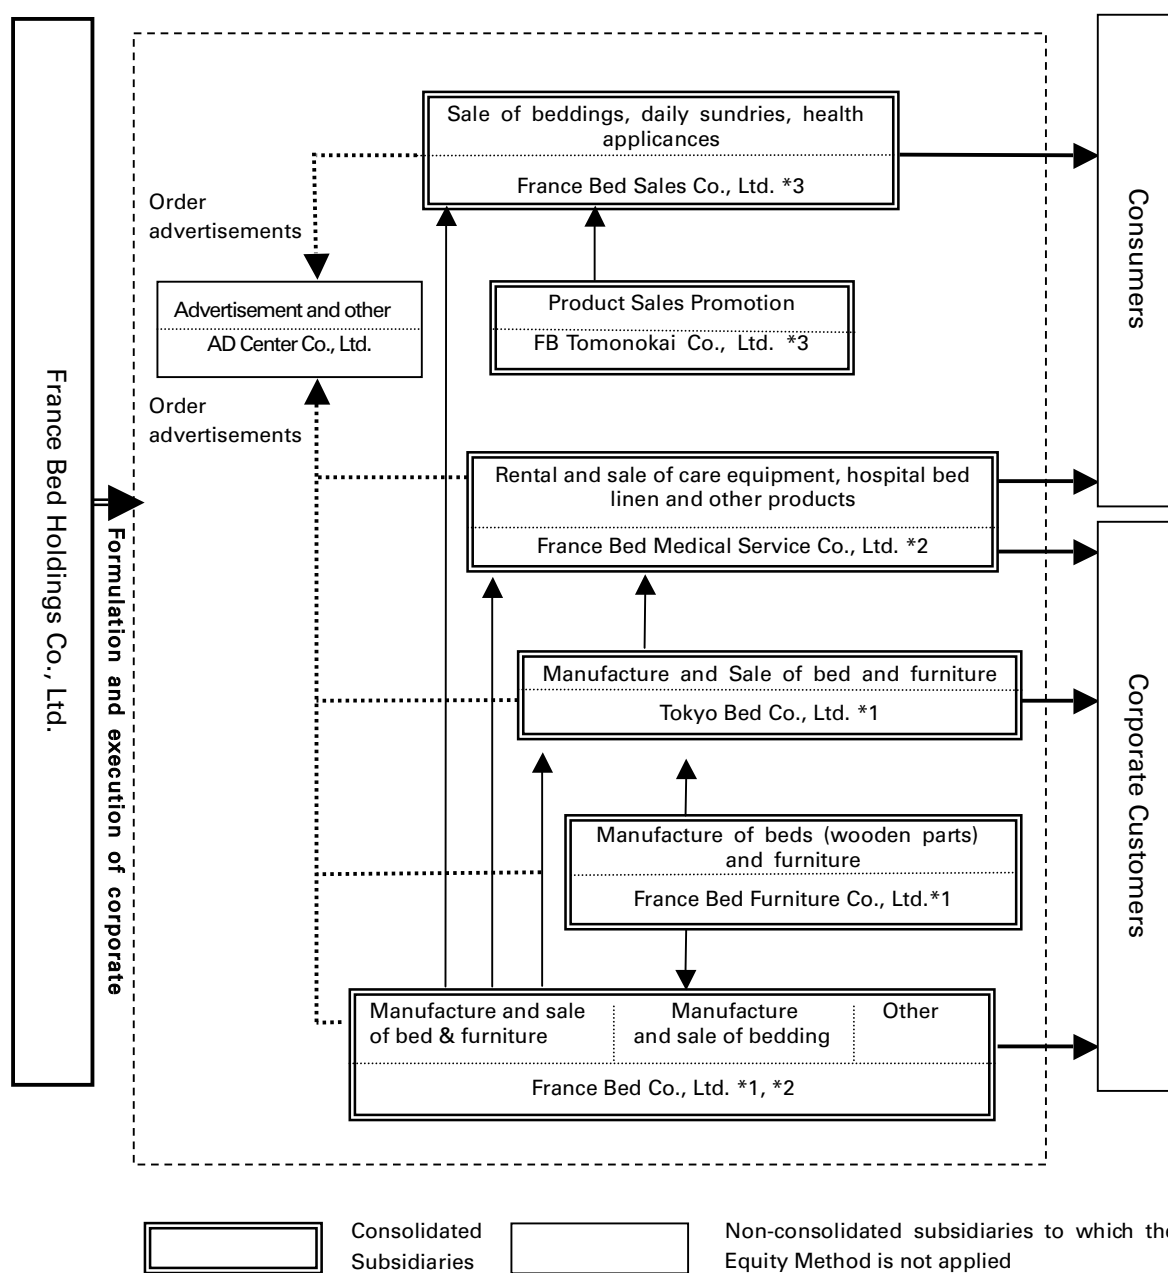 France Bed Holdings Co., Ltd.
Formulation and execution of corporate
Sale of beddings, daily sundries, health
applicances
France Bed Sales Co., Ltd. *3
Order
advertisements
Advertisement and other
AD Center Co., Ltd.
Product Sales Promotion
FB Tomonokai Co., Ltd. *3
Order
advertisements
Rental and sale of care equipment, hospital bed
linen and other products
France Bed Medical Service Co., Ltd. *2
Manufacture and Sale of bed and furniture
Tokyo Bed Co., Ltd. *1
Manufacture of beds (wooden parts)
and furniture
France Bed Furniture Co., Ltd.*1
Manufacture and sale
of bed & furniture
Manufacture
and sale of bedding
Other
France Bed Co., Ltd. *1, *2
Consumers
Corporate Customers
Consolidated
Subsidiaries
Non-consolidated subsidiaries to which the
Equity Method is not applied